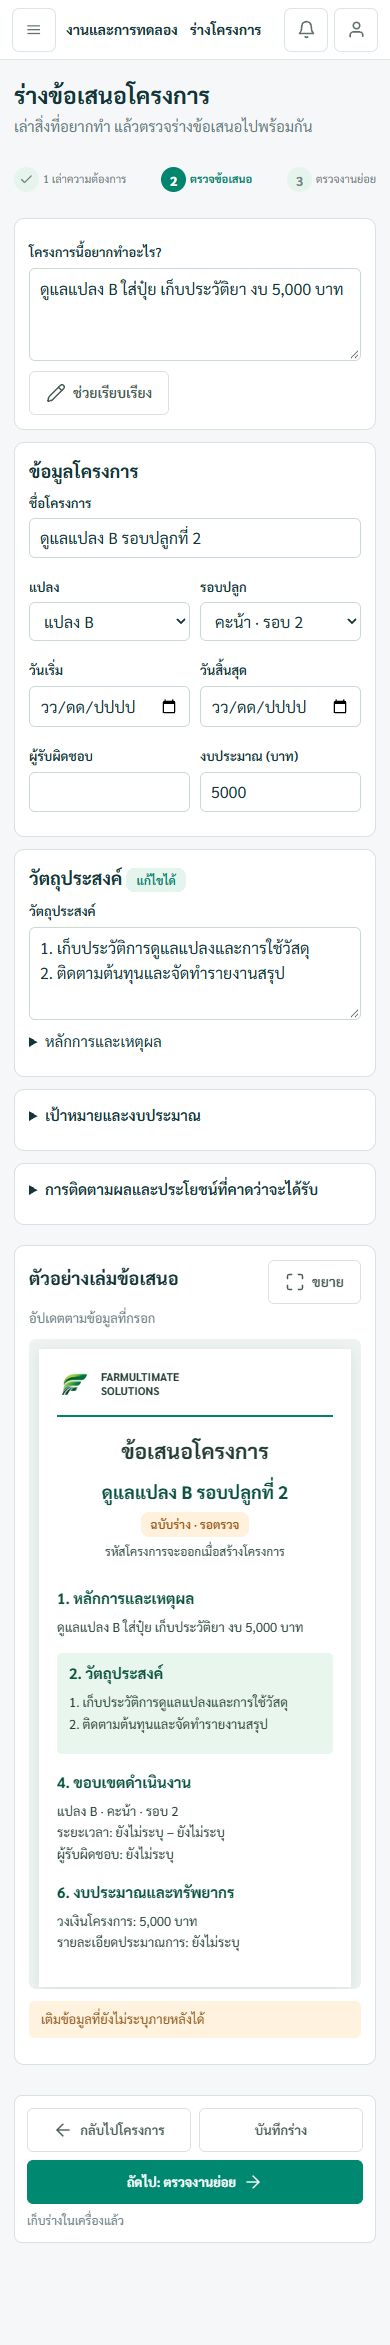 งานและการทดลอง ร่างโครงการ
ร่างข้อเสนอโครงการ
เล่าสิ่งที่อยากทำ แล้วตรวจร่างข้อเสนอไปพร้อมกัน
1 เล่าความต้องการ
2 ตรวจข้อเสนอ
3 ตรวจงานย่อย
โครงการนี้อยากทำอะไร?
ดูแลแปลง B ใส่ปุ๋ย เก็บประวัติยา งบ 5,000 บาท
ช่วยเรียบเรียง
ข้อมูลโครงการ
ชื่อโครงการ
ดูแลแปลง B รอบปลูกที่ 2
แปลง รอบปลูก
แปลง B คะน้า · รอบ 2
วันเริ่ม วันสิ้นสุด
วว/ดด/ปปปป วว/ดด/ปปปป
ผู้รับผิดชอบ งบประมาณ (บาท)
5000
วัตถุประสงค์ แก้ไขได้
วัตถุประสงค์
1. เก็บประวัติการดูแลแปลงและการใช้วัสดุ
2. ติดตามต้นทุนและจัดทำรายงานสรุป
หลักการและเหตุผล
เป้าหมายและงบประมาณ
การติดตามผลและประโยชน์ที่คาดว่าจะได้รับ
ตัวอย่างเล่มข้อเสนอ
ขยาย
อัปเดตตามข้อมูลที่กรอก
FARMULTIMATE
SOLUTIONS
ข้อเสนอโครงการ
ดูแลแปลง B รอบปลูกที่ 2
ฉบับร่าง · รอตรวจ
รหัสโครงการจะออกเมื่อสร้างโครงการ
1. หลักการและเหตุผล
ดูแลแปลง B ใส่ปุ๋ย เก็บประวัติยา งบ 5,000 บาท
2. วัตถุประสงค์
1. เก็บประวัติการดูแลแปลงและการใช้วัสดุ
2. ติดตามต้นทุนและจัดทำรายงานสรุป
4. ขอบเขตดำเนินงาน
แปลง B · คะน้า · รอบ 2
ระยะเวลา: ยังไม่ระบุ – ยังไม่ระบุ
ผู้รับผิดชอบ: ยังไม่ระบุ
6. งบประมาณและทรัพยากร
วงเงินโครงการ: 5,000 บาท
รายละเอียดประมาณการ: ยังไม่ระบุ
เติมข้อมูลที่ยังไม่ระบุภายหลังได้
กลับไปโครงการ บันทึกร่าง
ถัดไป: ตรวจงานย่อย
เก็บร่างในเครื่องแล้ว